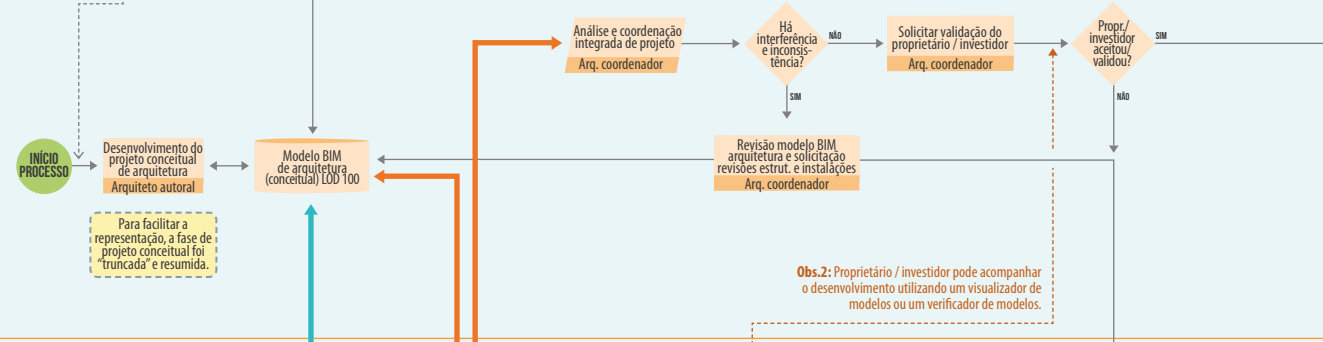 Análise e coordenação
integrada de projeto
Arq. coordenador
Há
interferência
e inconsis-
tência?
NÃO
SIM
Solicitar validação do
proprietário / investidor
Arq. coordenador
Propr./
investidor
aceitou/
validou?
SIM
NÃO
INÍCIO
PROCESSO
Desenvolvimento do
projeto conceitual
de arquitetura
Arquiteto autoral
Modelo BIM
de arquitetura
(conceitual) LOD 100
Revisão modelo BIM
arquitetura e solicitação
revisões estrut. e instalações
Arq. coordenador
Para facilitar a
representação, a fase de
projeto conceitual foi
“truncada” e resumida.
Obs.2: Proprietário / investidor pode acompanhar
o desenvolvimento utilizando um visualizador de
modelos ou um verificador de modelos.